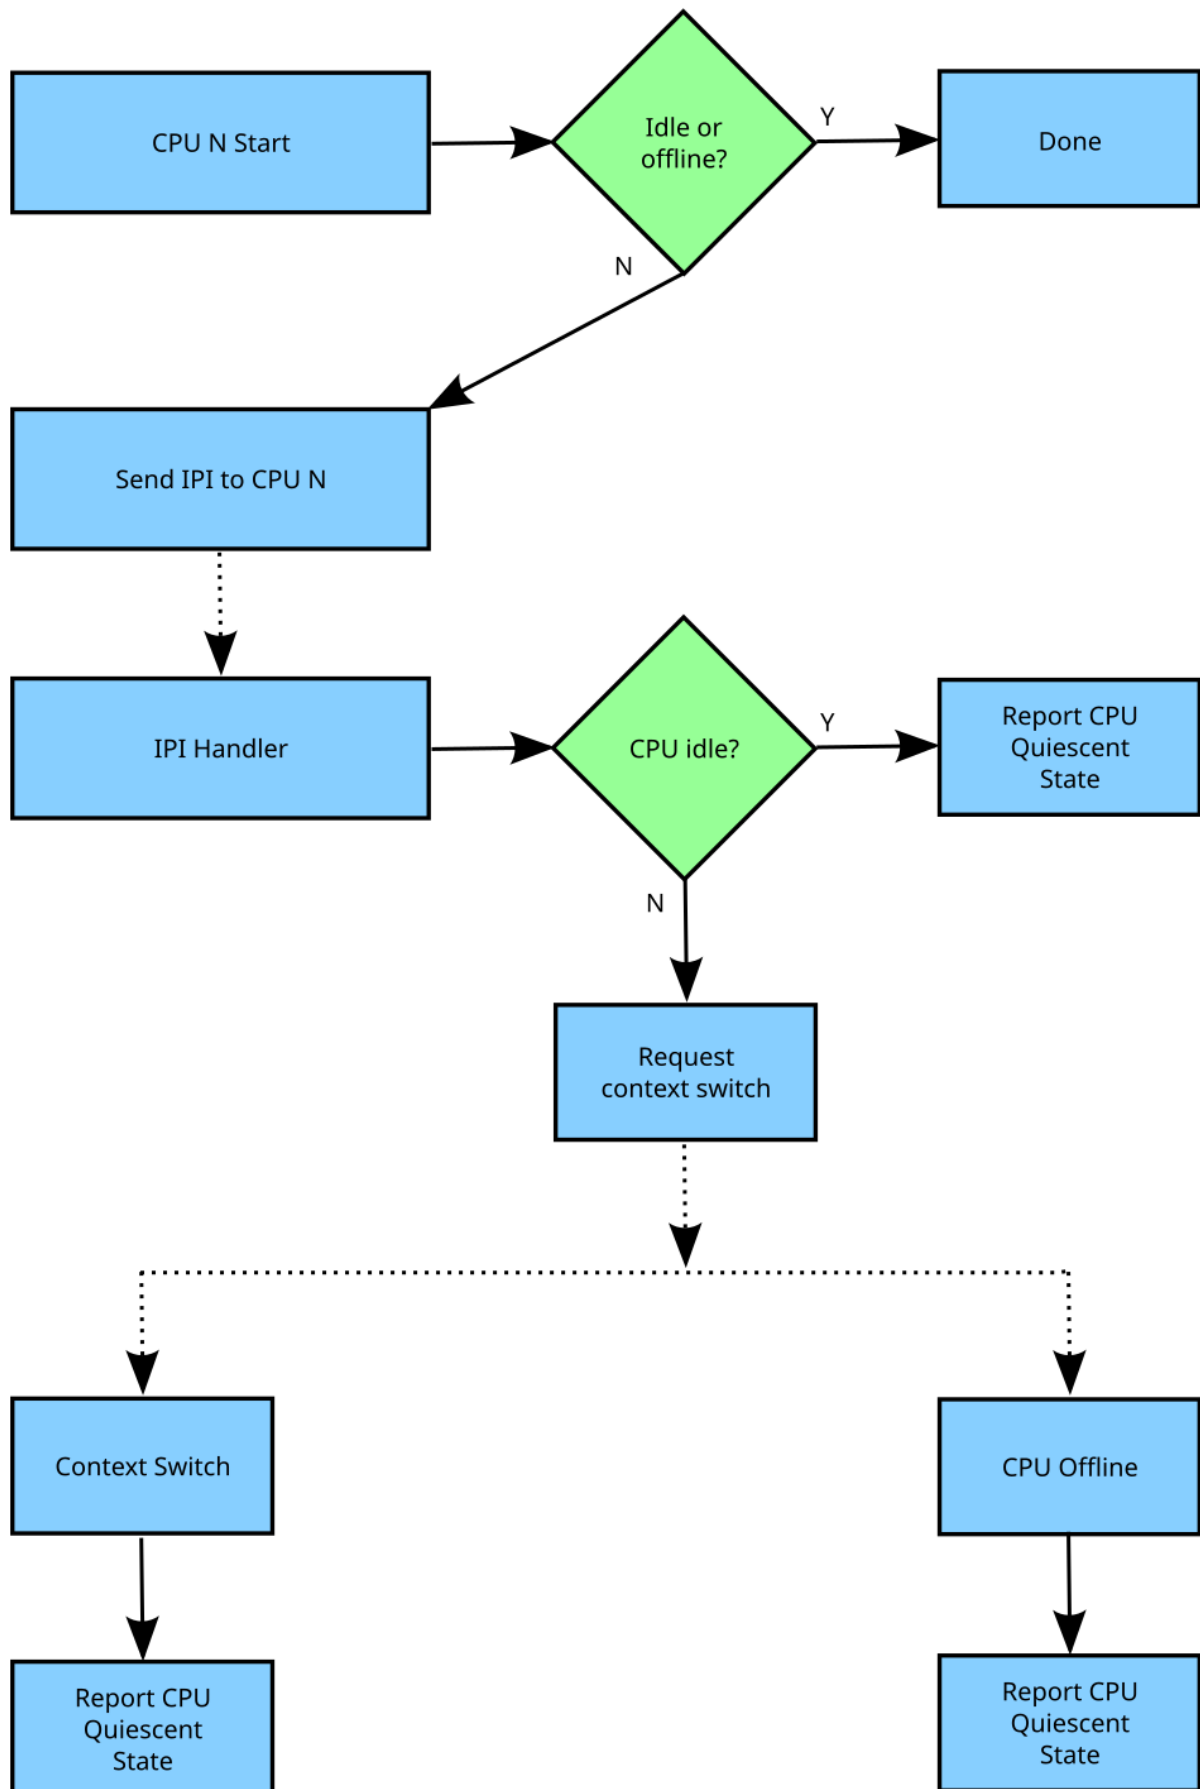 CPU N Start
Idle or
offline?
Y
Done
N
Send IPI to CPU N
IPI Handler
CPU idle?
Y
Report CPU
Quiescent
State
N
Request
context switch
Context Switch
CPU Offline
Report CPU
Quiescent
State
Report CPU
Quiescent
State